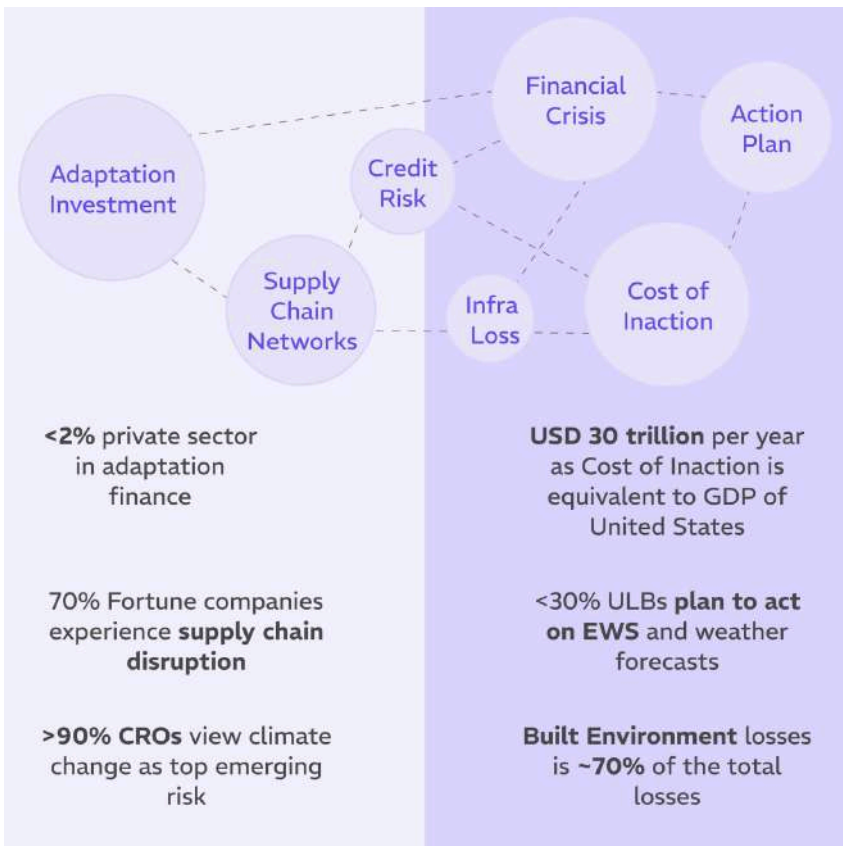 Financial
Crisis
Action
Plan
Adaptation
Investment
Credit
Risk
Supply
Chain
Networks
Infra
Loss
Cost of
Inaction
<2% private sector
in adaptation
finance
USD 30 trillion per year
as Cost of Inaction is
equivalent to GDP of
United States
70% Fortune companies
experience supply chain
disruption
<30% ULBs plan to act
on EWS and weather
forecasts
>90% CROs view climate
change as top emerging
risk
Built Environment losses
is ~70% of the total
losses